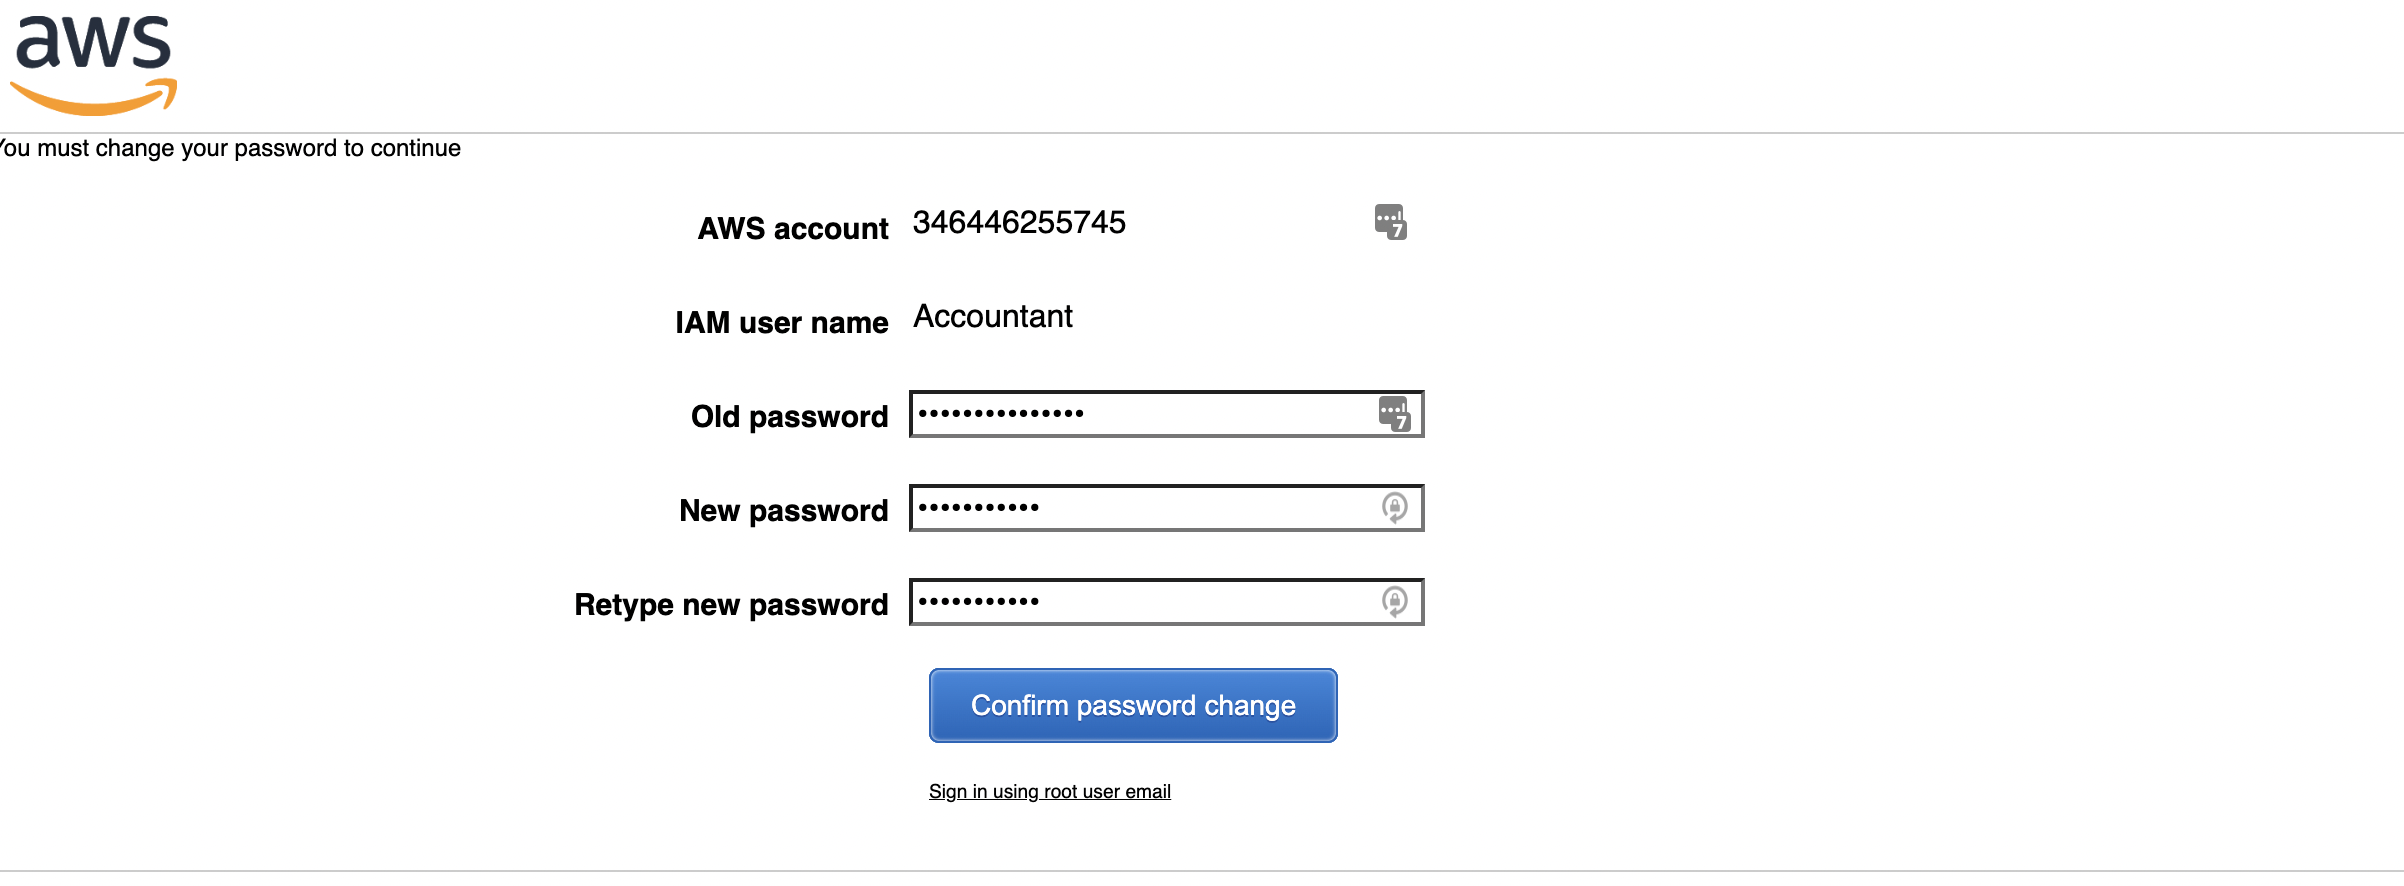 aws
You must change your password to continue
AWS account 346446255745
IAM user name Accountant
Old password •••••••••••••••
New password •••••••••••
Retype new password •••••••••••
Confirm password change
Sign in using root user email